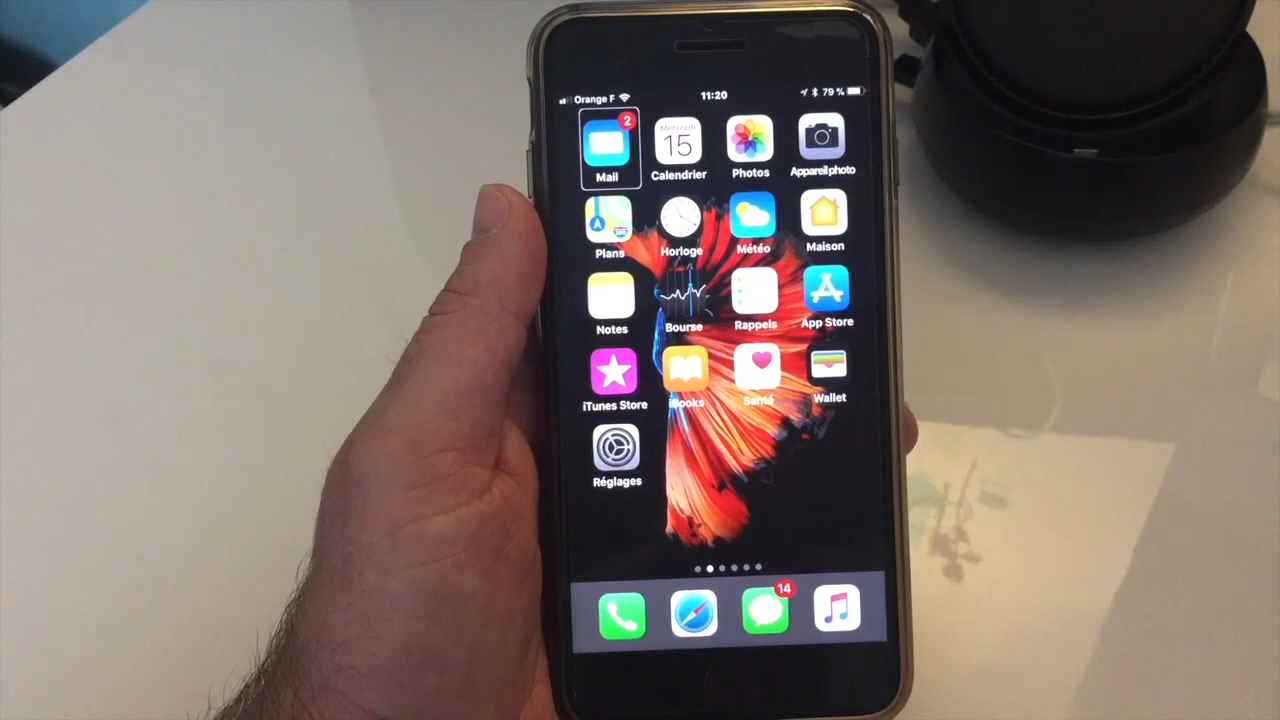 Orange F 11:20 79 %
2
Mercredi
15
Mail Calendrier Photos Appareil photo
Plans Horloge Météo Maison
Notes Bourse Rappels App Store
iTunes Store iBooks Santé Wallet
Réglages
14